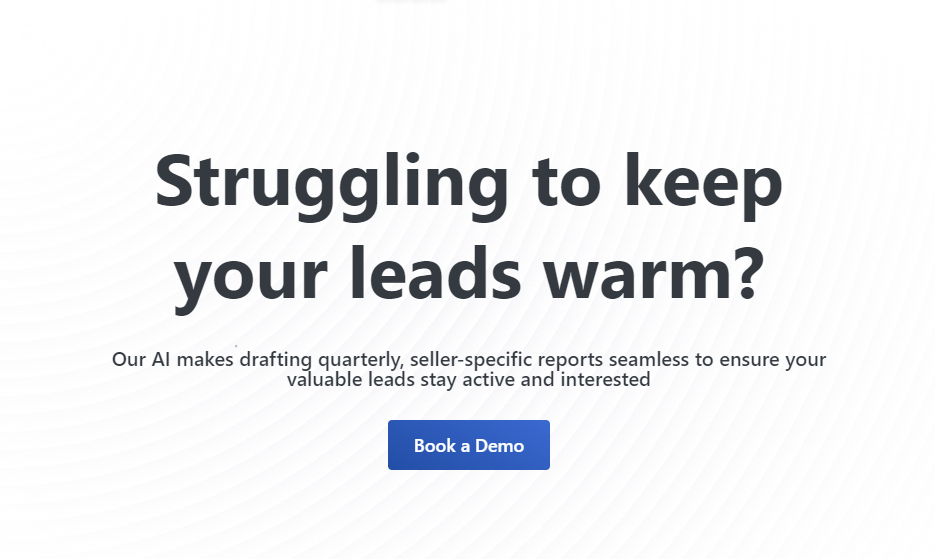 Struggling to keep
your leads warm?
Our AI makes drafting quarterly, seller-specific reports seamless to ensure your
valuable leads stay active and interested
Book a Demo